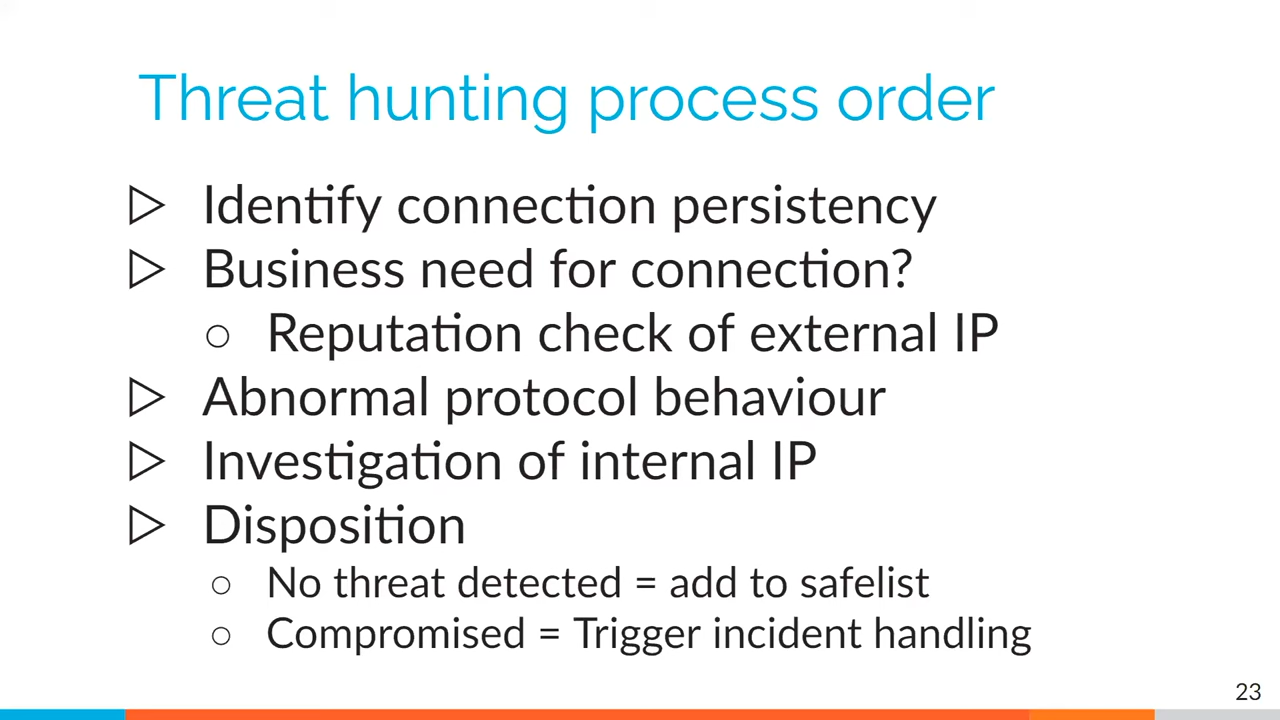 Threat hunting process order
▷ Identify connection persistency
▷ Business need for connection?
○ Reputation check of external IP
▷ Abnormal protocol behaviour
▷ Investigation of internal IP
▷ Disposition
○ No threat detected = add to safelist
○ Compromised = Trigger incident handling
23